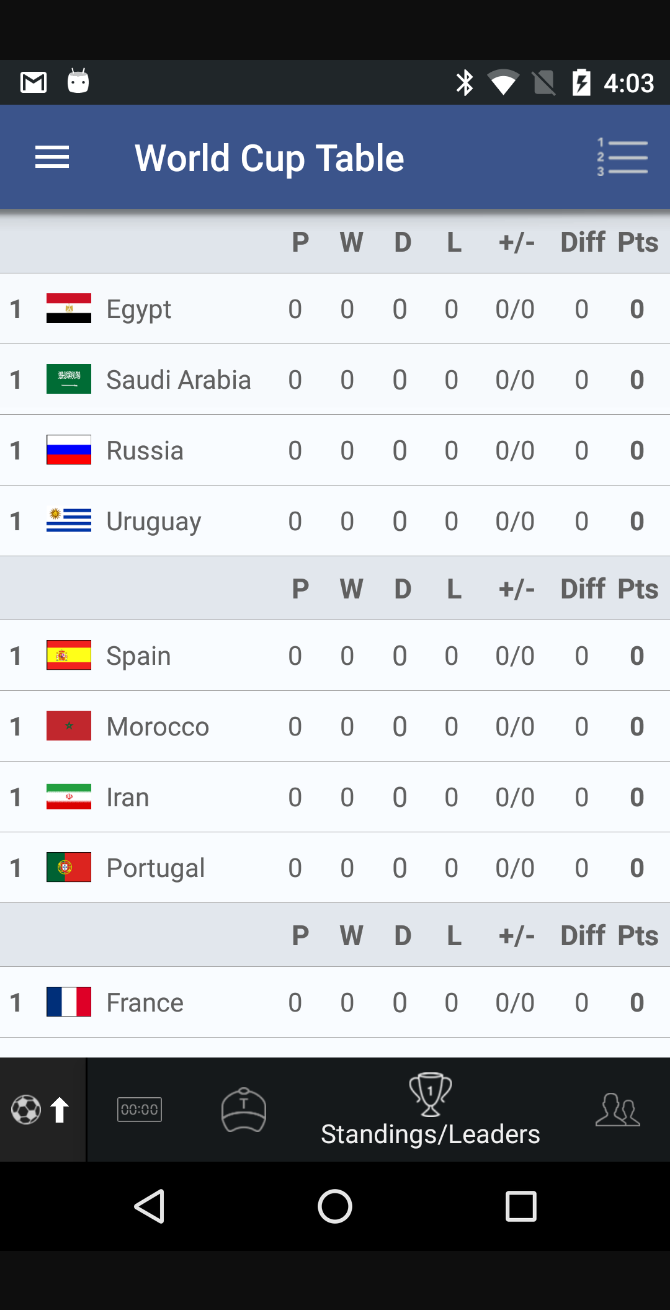 4:03
World Cup Table
1
2
3
P W D L +/- Diff Pts
1 Egypt 0 0 0 0 0/0 0 0
1 Saudi Arabia 0 0 0 0 0/0 0 0
1 Russia 0 0 0 0 0/0 0 0
1 Uruguay 0 0 0 0 0/0 0 0
P W D L +/- Diff Pts
1 Spain 0 0 0 0 0/0 0 0
1 Morocco 0 0 0 0 0/0 0 0
1 Iran 0 0 0 0 0/0 0 0
1 Portugal 0 0 0 0 0/0 0 0
P W D L +/- Diff Pts
1 France 0 0 0 0 0/0 0 0
00:00
T
1
Standings/Leaders